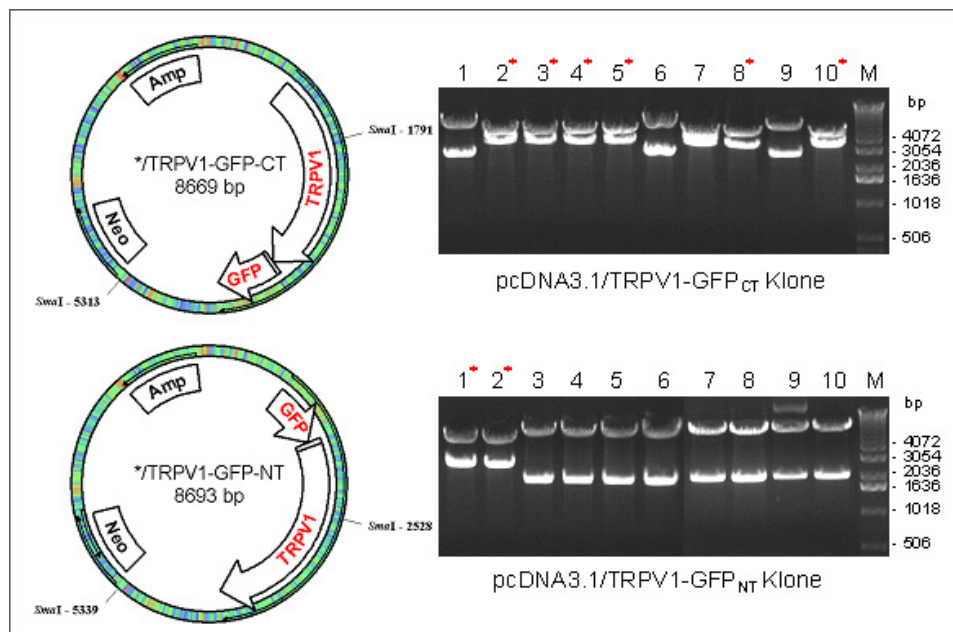 Amp
TRPV1
GFP
Neo
*/TRPV1-GFP-CT
8669 bp
SmaI - 1791
SmaI - 5313
1 2* 3* 4* 5* 6 7 8* 9 10* M
bp
- 4072
- 3054
- 2036
- 1636
- 1018
- 506
pcDNA3.1/TRPV1-GFPCT Klone
Amp
GFP
TRPV1
Neo
*/TRPV1-GFP-NT
8693 bp
SmaI - 2528
SmaI - 5339
1* 2* 3 4 5 6 7 8 9 10 M
bp
- 4072
- 3054
- 2036
- 1636
- 1018
- 506
pcDNA3.1/TRPV1-GFPNT Klone